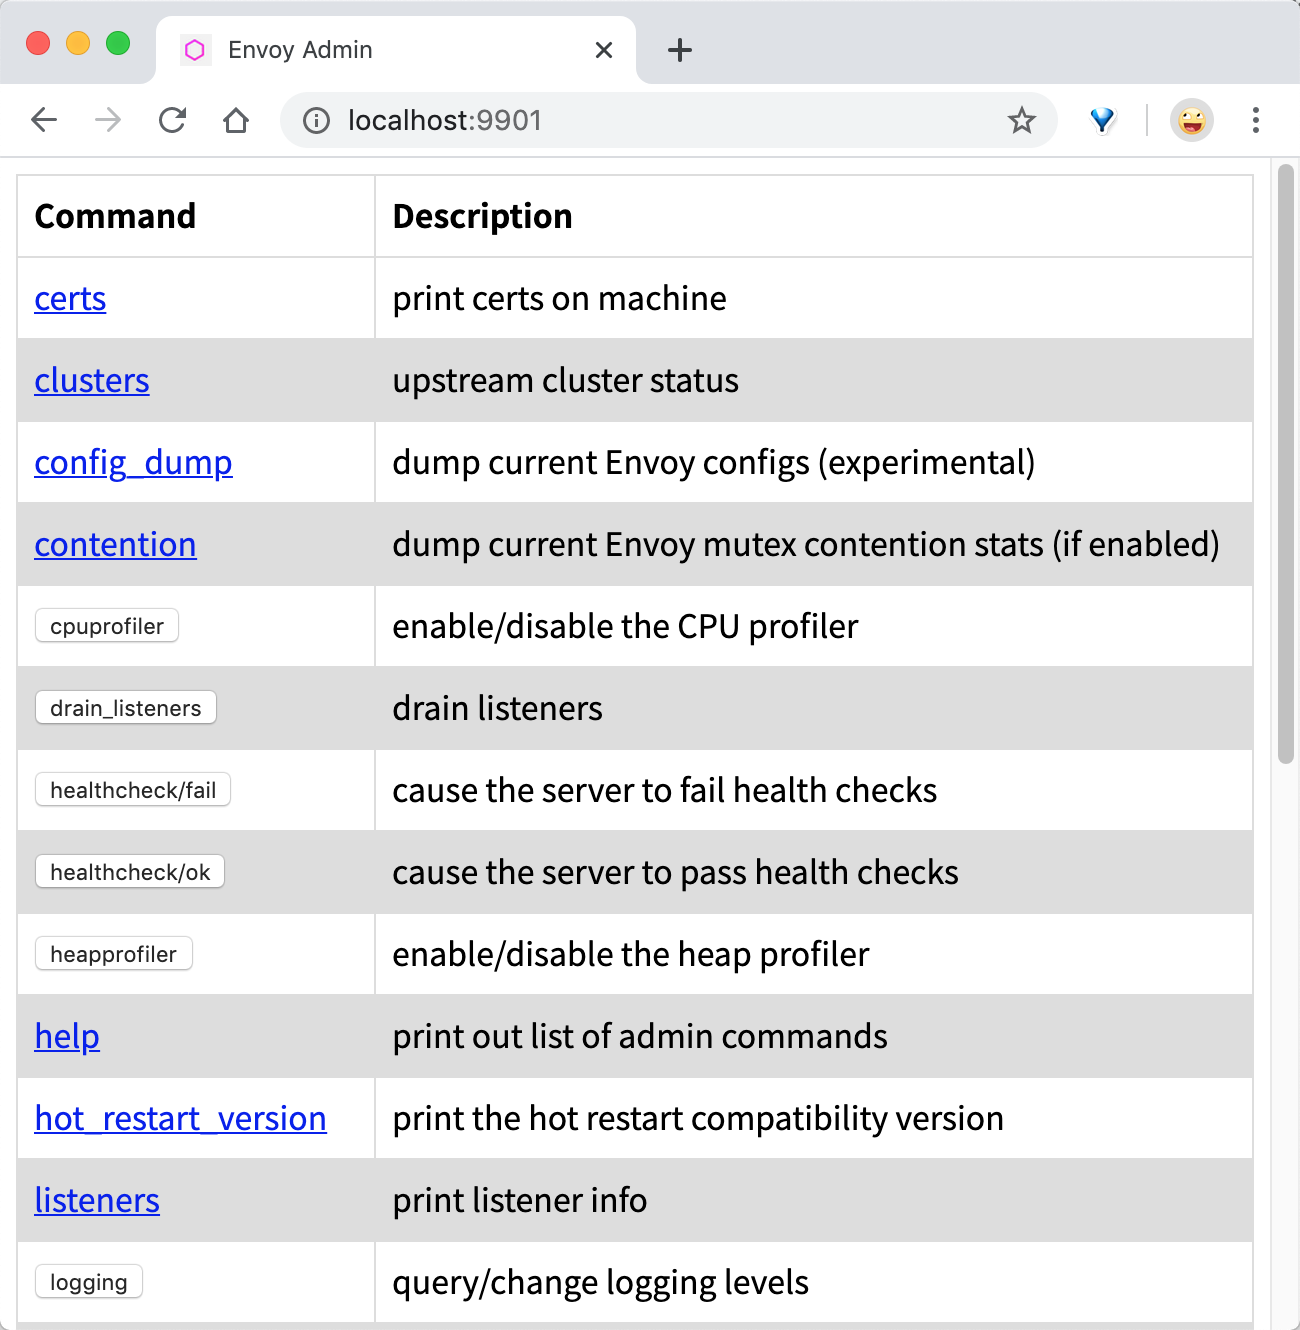 Envoy Admin
localhost:9901
Command Description
certs print certs on machine
clusters upstream cluster status
config_dump dump current Envoy configs (experimental)
contention dump current Envoy mutex contention stats (if enabled)
cpuprofiler enable/disable the CPU profiler
drain_listeners drain listeners
healthcheck/fail cause the server to fail health checks
healthcheck/ok cause the server to pass health checks
heapprofiler enable/disable the heap profiler
help print out list of admin commands
hot_restart_version print the hot restart compatibility version
listeners print listener info
logging query/change logging levels